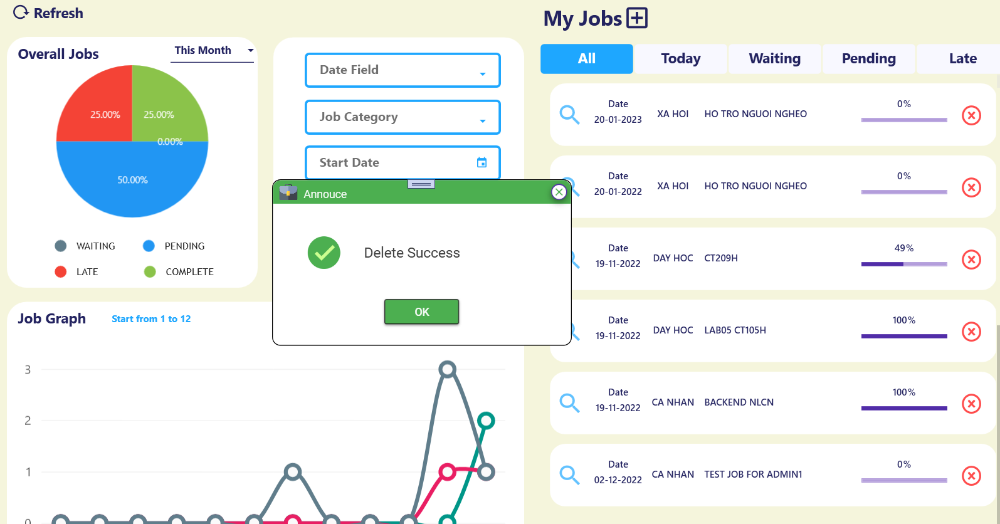 Refresh
Overall Jobs
This Month
25.00%
25.00%
0.00%
50.00%
WAITING
PENDING
LATE
COMPLETE
Date Field
Job Category
Start Date
Annouce
Delete Success
OK
Job Graph
Start from 1 to 12
3
2
1
0
My Jobs
All
Today
Waiting
Pending
Late
Date
20-01-2023
XA HOI
HO TRO NGUOI NGHEO
0%
Date
20-01-2022
XA HOI
HO TRO NGUOI NGHEO
0%
Date
19-11-2022
DAY HOC
CT209H
49%
Date
19-11-2022
DAY HOC
LAB05 CT105H
100%
Date
19-11-2022
CA NHAN
BACKEND NLCN
100%
Date
02-12-2022
CA NHAN
TEST JOB FOR ADMIN1
0%